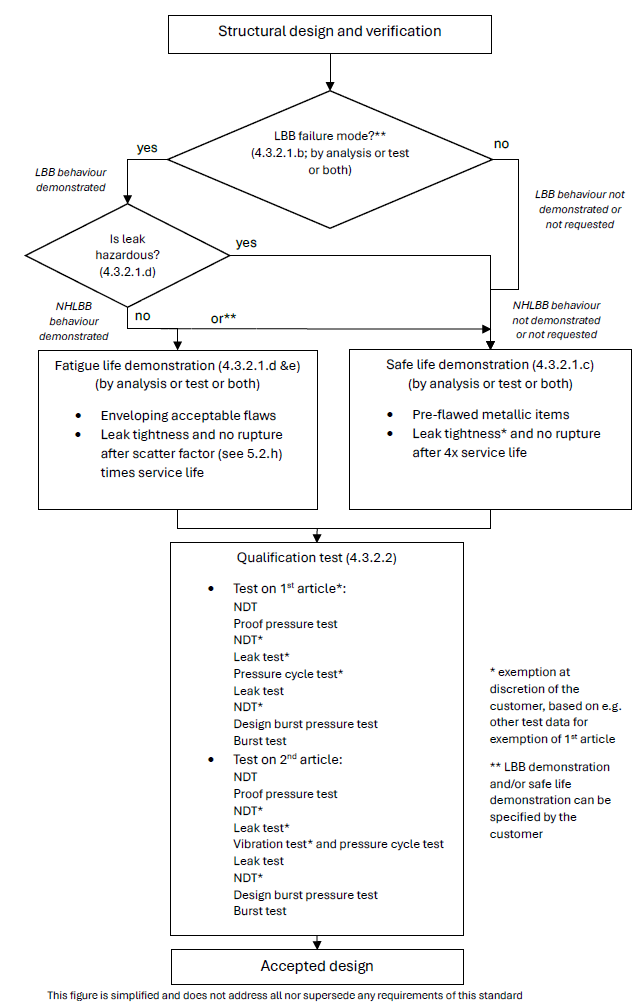 Structural design and verification
LBB failure mode?**
(4.3.2.1.b; by analysis or test
or both)
yes
no
LBB behaviour
demonstrated
LBB behaviour not
demonstrated or
not requested
Is leak
hazardous?
(4.3.2.1.d)
yes
NHLBB
behaviour
demonstrated
no
or**
NHLBB behaviour
not demonstrated
or not requested
Fatigue life demonstration (4.3.2.1.d &e)
(by analysis or test or both)
• Enveloping acceptable flaws
• Leak tightness and no rupture
after scatter factor (see 5.2.h)
times service life
Safe life demonstration (4.3.2.1.c)
(by analysis or test or both)
• Pre-flawed metallic items
• Leak tightness* and no rupture
after 4x service life
Qualification test (4.3.2.2)
• Test on 1st article*:
NDT
Proof pressure test
NDT*
Leak test*
Pressure cycle test*
Leak test
NDT*
Design burst pressure test
Burst test
• Test on 2nd article:
NDT
Proof pressure test
NDT*
Leak test*
Vibration test* and pressure cycle test
Leak test
NDT*
Design burst pressure test
Burst test
* exemption at
discretion of the
customer, based on e.g.
other test data for
exemption of 1st article
** LBB demonstration
and/or safe life
demonstration can be
specified by the
customer
Accepted design
This figure is simplified and does not address all nor supersede any requirements of this standard